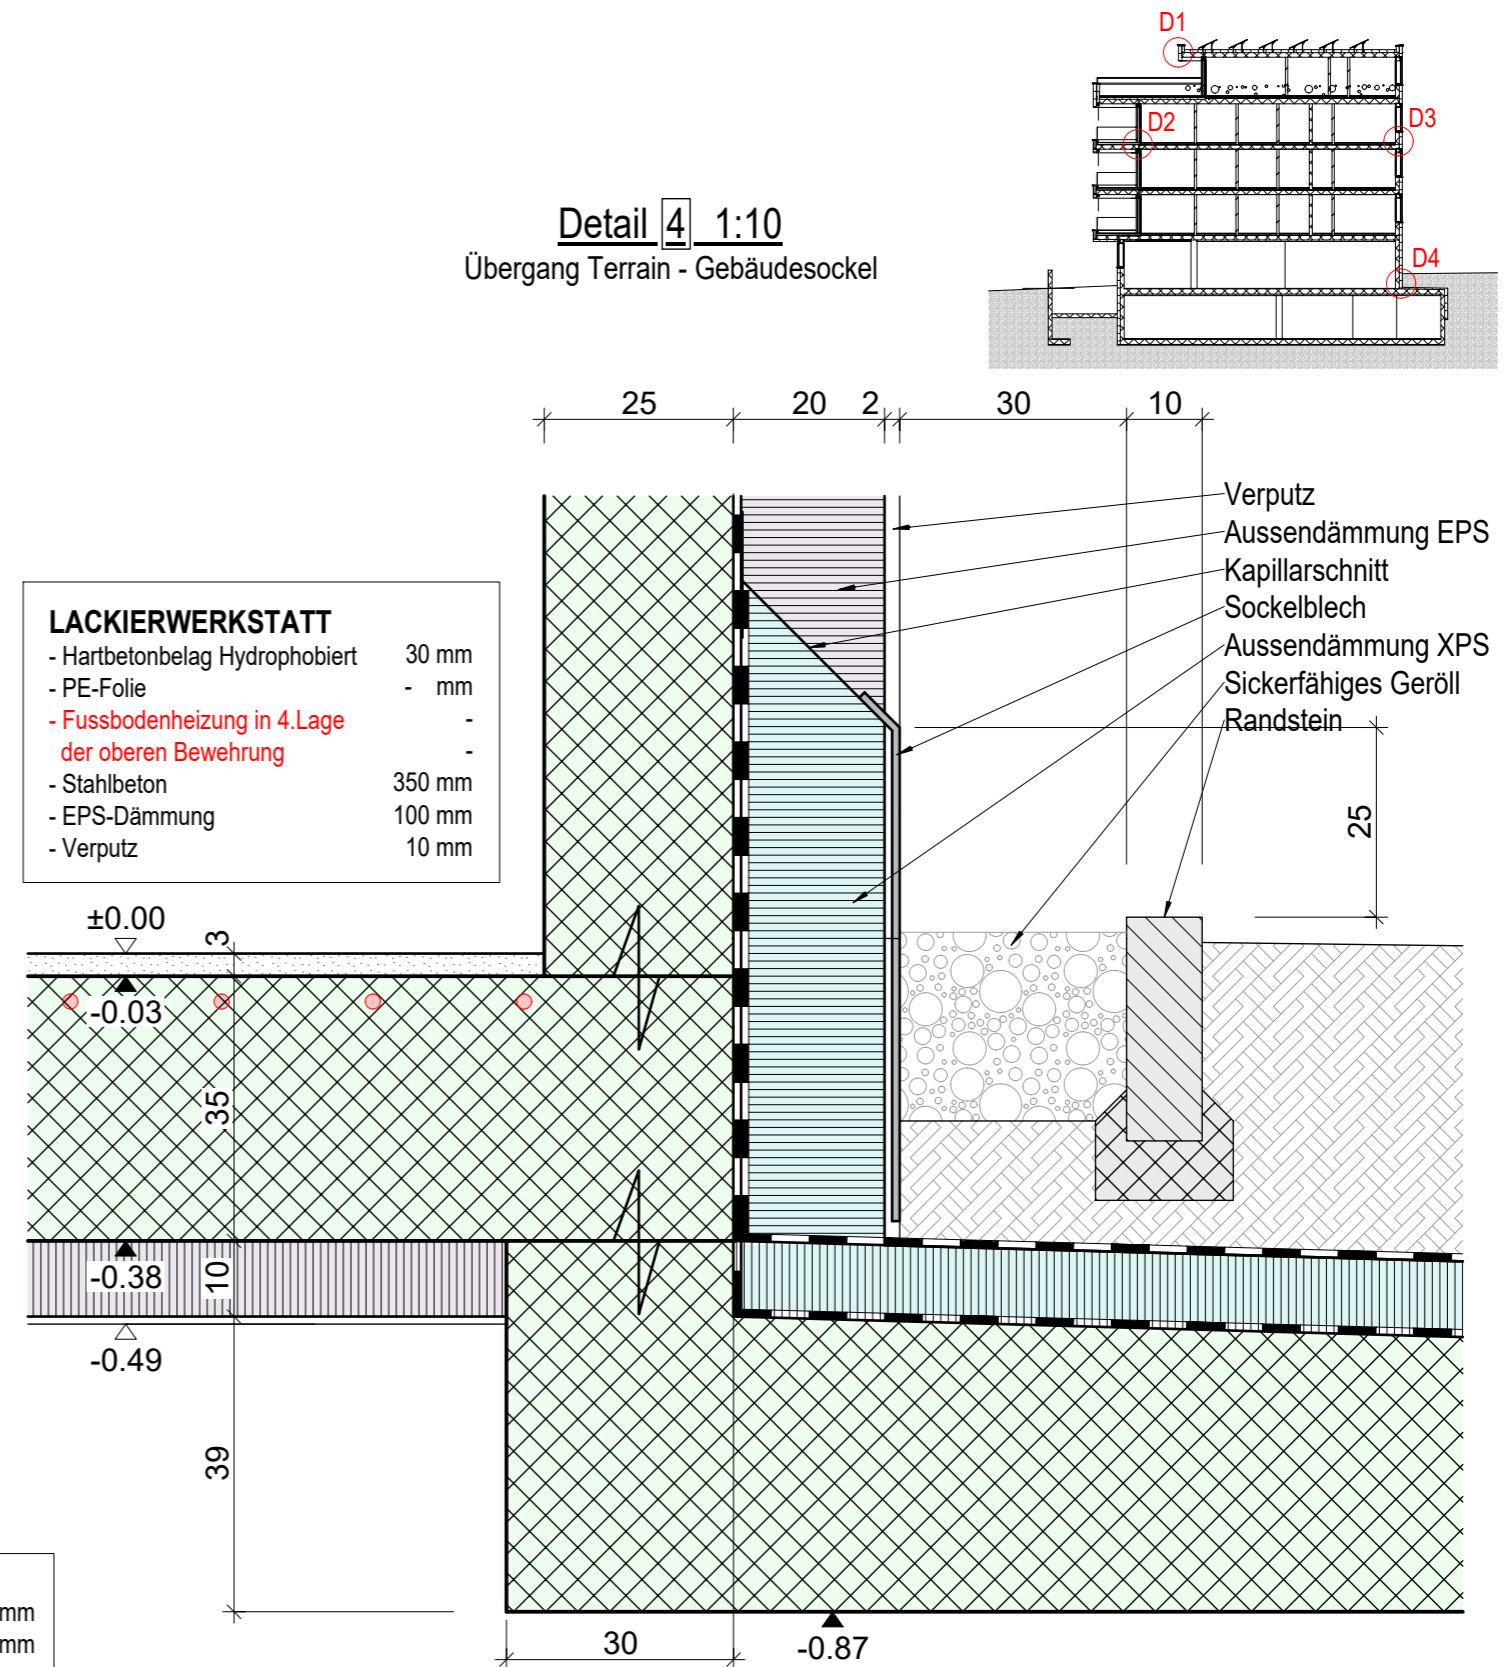 D1
D2
D3
D4
Detail 4 1:10
Übergang Terrain - Gebäudesockel
25 20 2 30 10
Verputz
Aussendämmung EPS
Kapillarschnitt
Sockelblech
Aussendämmung XPS
Sickerfähiges Geröll
Randstein
LACKIERWERKSTATT
- Hartbetonbelag Hydrophobiert 30 mm
- PE-Folie - mm
- Fussbodenheizung in 4.Lage -
der oberen Bewehrung -
- Stahlbeton 350 mm
- EPS-Dämmung 100 mm
- Verputz 10 mm
25
±0.00
3
-0.03
35
-0.38
10
-0.49
39
mm
mm
30
-0.87